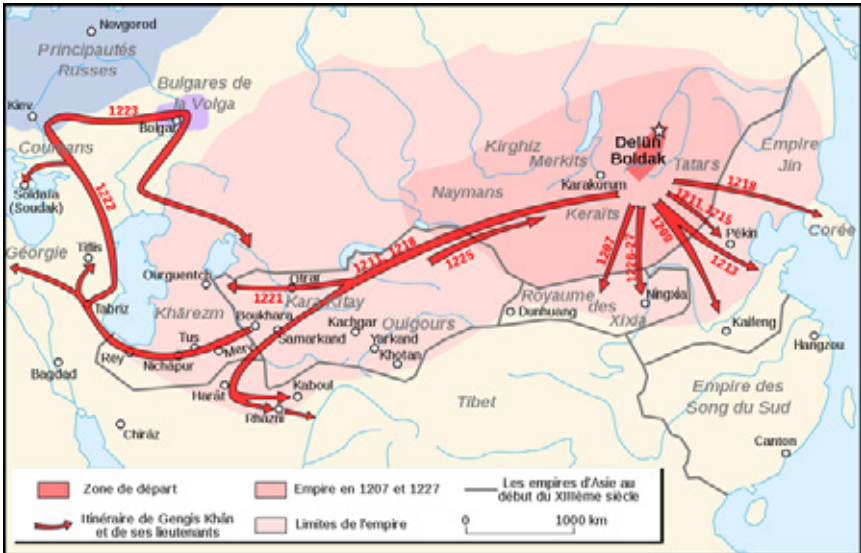 Novgorod
Principautés
Russes
Bulgares de
la Volga
Kiev
1223
Bolgar
Coumans
Soldaïa
(Soudak)
1222
Géorgie
Tiflis
Tabriz
Bagdad
Chirâz
Ourguentch
Khârezm
1221
Otrar
Kara Kitay
Boukhara
Samarkand
Kachgar
Ouïgours
Yarkand
Khotan
Rey
Tus
Nichapur
Merv
Harât
Kaboul
Rhazni
1211, 1218
1225
Naymans
Kirghiz
Merkits
Karakorum
Keraïts
Delün
Boldak
Tatars
Empire
Jin
1218
1211, 1215
1209
1213
1207
1226-27
Pékin
Corée
Royaume
des
Xixia
Dunhuang
Ningxia
Kaifeng
Hangzou
Tibet
Empire des
Song du Sud
Canton
Zone de départ
Empire en 1207 et 1227
Les empires d'Asie au
début du XIIIème siècle
Itinéraire de Gengis Khân
et de ses lieutenants
Limites de l'empire
0 1000 km